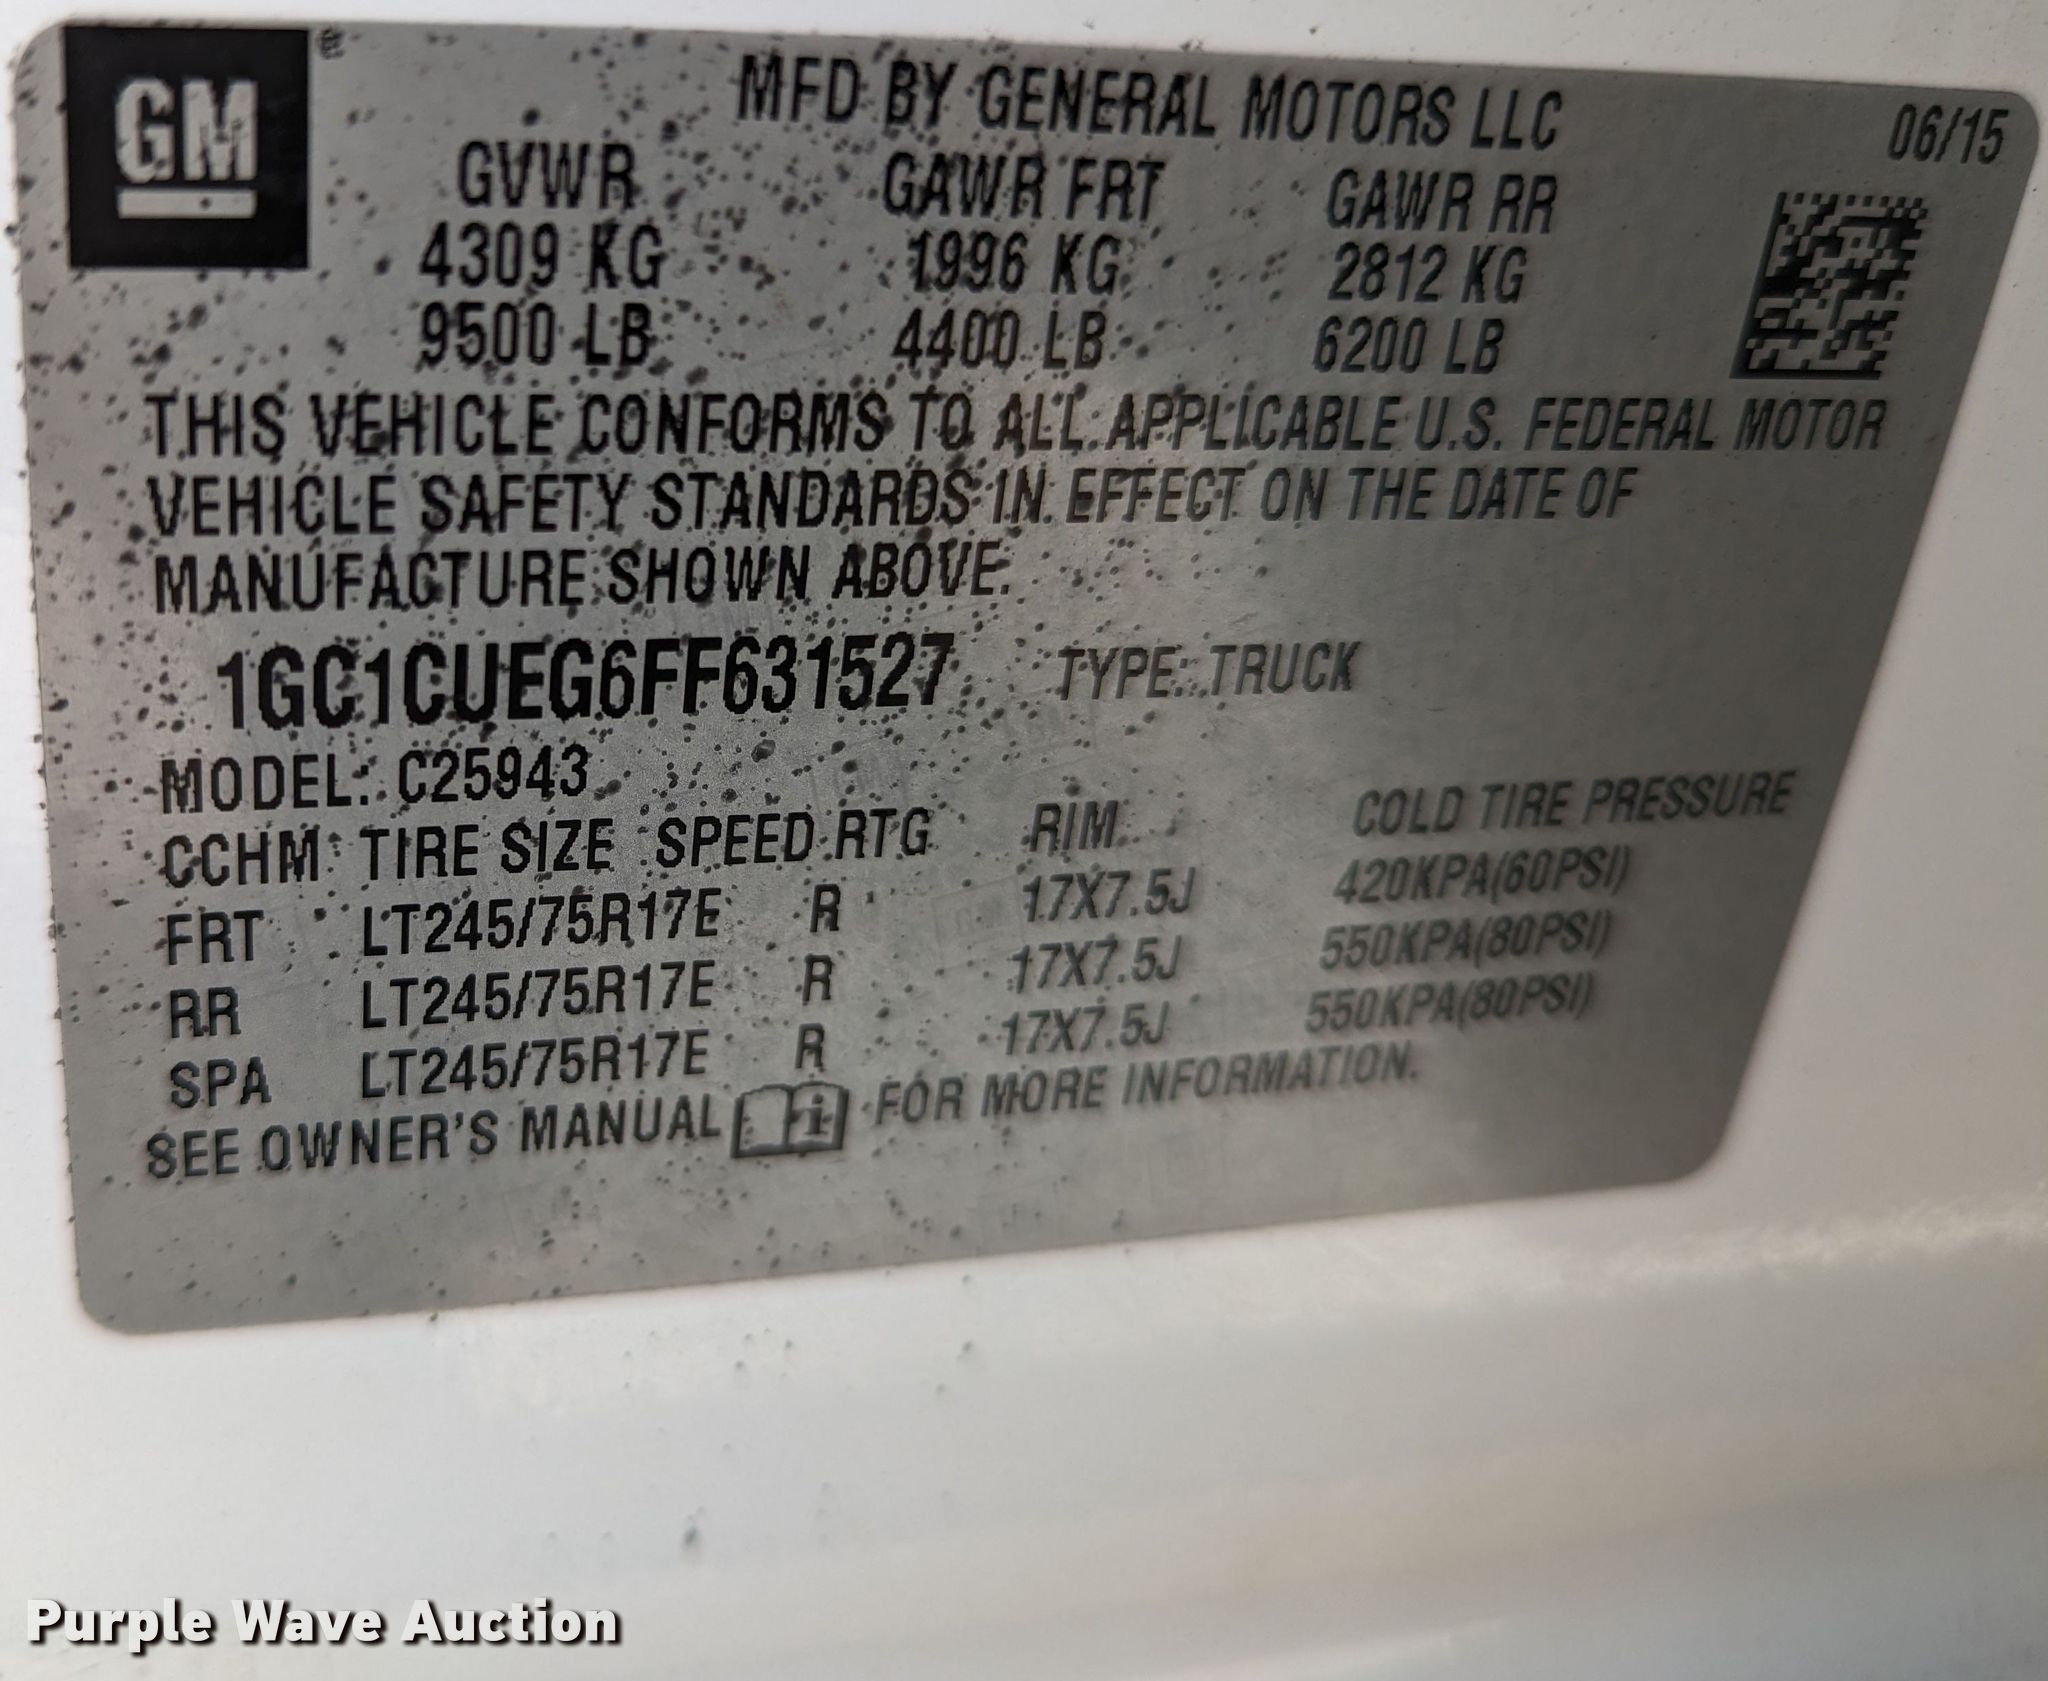 GM ®
MFD BY GENERAL MOTORS LLC 06/15
GVWR GAWR FRT GAWR RR
4309 KG 1996 KG 2812 KG
9500 LB 4400 LB 6200 LB
THIS VEHICLE CONFORMS TO ALL APPLICABLE U.S. FEDERAL MOTOR
VEHICLE SAFETY STANDARDS IN EFFECT ON THE DATE OF
MANUFACTURE SHOWN ABOVE.
1GC1CUEG6FF631527 TYPE: TRUCK
MODEL: C25943
CCHM TIRE SIZE SPEED RTG RIM COLD TIRE PRESSURE
FRT LT245/75R17E R 17X7.5J 420KPA(60PSI)
RR LT245/75R17E R 17X7.5J 550KPA(80PSI)
SPA LT245/75R17E R 17X7.5J 550KPA(80PSI)
SEE OWNER'S MANUAL i FOR MORE INFORMATION.
Purple Wave Auction